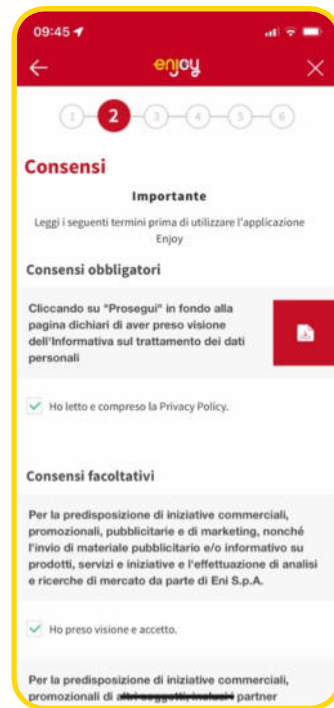 09:45
enjoy
1 2 3 4 5 6
Consensi
Importante
Leggi i seguenti termini prima di utilizzare l'applicazione
Enjoy
Consensi obbligatori
Cliccando su "Prosegui" in fondo alla
pagina dichiari di aver preso visione
dell'Informativa sul trattamento dei dati
personali
Ho letto e compreso la Privacy Policy.
Consensi facoltativi
Per la predisposizione di iniziative commerciali,
promozionali, pubblicitarie e di marketing, nonché
l'invio di materiale pubblicitario e/o informativo su
prodotti, servizi e iniziative e l'effettuazione di analisi
e ricerche di mercato da parte di Eni S.p.A.
Ho preso visione e accetto.
Per la predisposizione di iniziative commerciali,
promozionali di altri soggetti, inclusi i partner